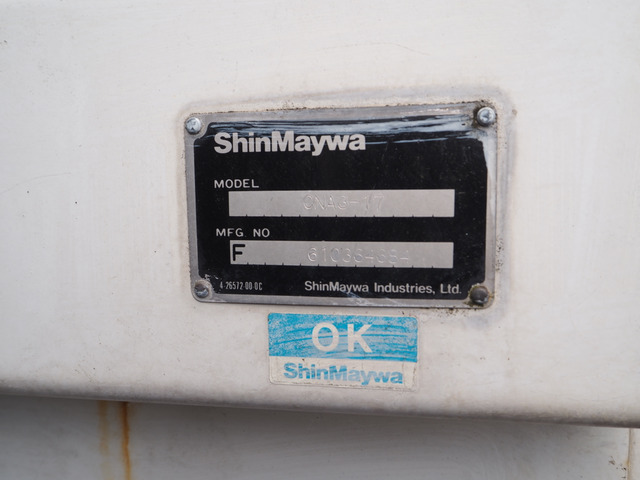 ShinMaywa
MODEL
MFG NO
F
4-26572-00-0C
ShinMaywa Industries, Ltd.
OK
ShinMaywa